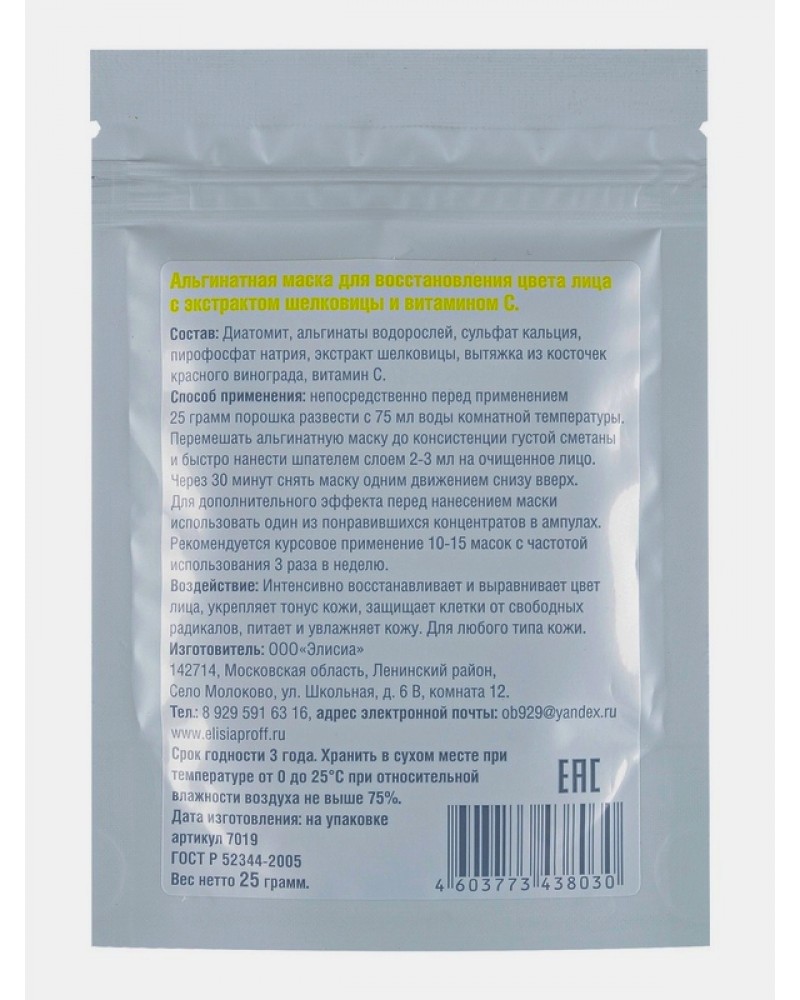 Альгинатная маска для восстановления цвета лица
с экстрактом шелковицы и витамином С.
Состав: Диатомит, альгинаты водорослей, сульфат кальция,
пирофосфат натрия, экстракт шелковицы, вытяжка из косточек
красного винограда, витамин С.
Способ применения: непосредственно перед применением
25 грамм порошка развести с 75 мл воды комнатной температуры.
Перемешать альгинатную маску до консистенции густой сметаны
и быстро нанести шпателем слоем 2-3 мл на очищенное лицо.
Через 30 минут снять маску одним движением снизу вверх.
Для дополнительного эффекта перед нанесением маски
использовать один из понравившихся концентратов в ампулах.
Рекомендуется курсовое применение 10-15 масок с частотой
использования 3 раза в неделю.
Воздействие: Интенсивно восстанавливает и выравнивает цвет
лица, укрепляет тонус кожи, защищает клетки от свободных
радикалов, питает и увлажняет кожу. Для любого типа кожи.
Изготовитель: ООО«Элисиа»
142714, Московская область, Ленинский район,
Село Молоково, ул. Школьная, д. 6 В, комната 12.
Тел.: 8 929 591 63 16, адрес электронной почты: ob929@yandex.ru
www.elisiaproff.ru
Срок годности 3 года. Хранить в сухом месте при
температуре от 0 до 25°С при относительной
влажности воздуха не выше 75%.
Дата изготовления: на упаковке
артикул 7019
ГОСТ Р 52344-2005
Вес нетто 25 грамм.
EAC
4 603773 438030